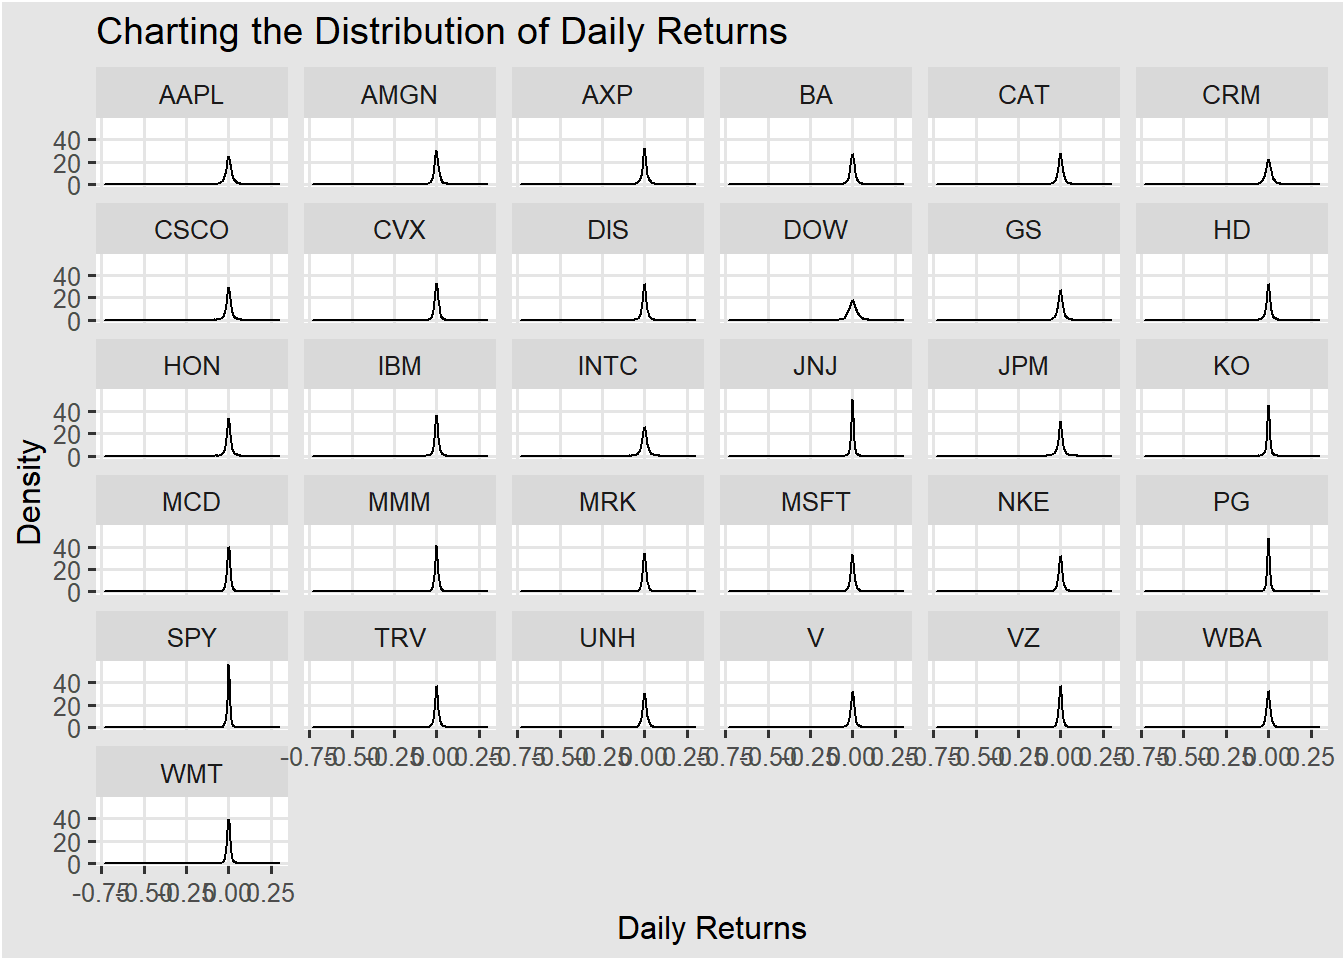 Charting the Distribution of Daily Returns
AAPL AMGN AXP BA CAT CRM
40
20
0
CSCO CVX DIS DOW GS HD
40
20
0
HON IBM INTC JNJ JPM KO
40
20
0
Density
MCD MMM MRK MSFT NKE PG
40
20
0
SPY TRV UNH V VZ WBA
40
20
0
-0.75 -0.50 -0.25 0.00 0.25 -0.75 -0.50 -0.25 0.00 0.25 -0.75 -0.50 -0.25 0.00 0.25 -0.75 -0.50 -0.25 0.00 0.25 -0.75 -0.50 -0.25 0.00 0.25
WMT
40
20
0
-0.75 -0.50 -0.25 0.00 0.25
Daily Returns